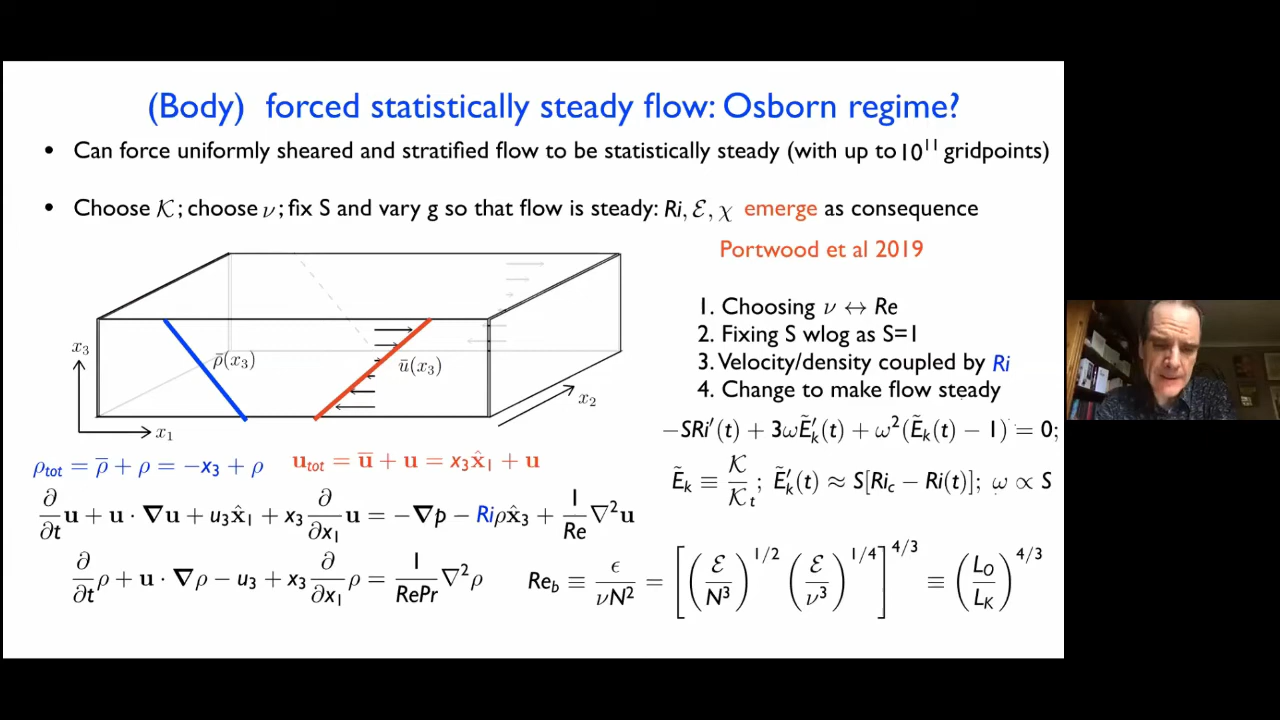 (Body) forced statistically steady flow: Osborn regime?
• Can force uniformly sheared and stratified flow to be statistically steady (with up to 10^11 gridpoints)
• Choose 𝒦; choose ν; fix S and vary g so that flow is steady: Ri, ℰ, χ emerge as consequence
Portwood et al 2019
1. Choosing ν ↔ Re
2. Fixing S wlog as S=1
3. Velocity/density coupled by Ri
4. Change to make flow steady
x₃
ρ̄(x₃)
ū(x₃)
x₂
x₁
−SRi′(t) + 3ωẼ′ₖ(t) + ω²(Ẽₖ(t) − 1) = 0;
ρ_tot = ρ̄ + ρ = −x₃ + ρ
u_tot = ū + u = x₃x̂₁ + u
Ẽₖ ≡ 𝒦/𝒦ₜ; Ẽ′ₖ(t) ≈ S[Ri_c − Ri(t)]; ω ∝ S
∂/∂t u + u · ∇u + u₃x̂₁ + x₃ ∂/∂x₁ u = −∇p − Riρx̂₃ + 1/Re ∇²u
∂/∂t ρ + u · ∇ρ − u₃ + x₃ ∂/∂x₁ ρ = 1/RePr ∇²ρ
Re_b ≡ ϵ/νN² = [(ℰ/N³)^1/2 (ℰ/ν³)^1/4]^4/3 ≡ (L_O/L_K)^4/3